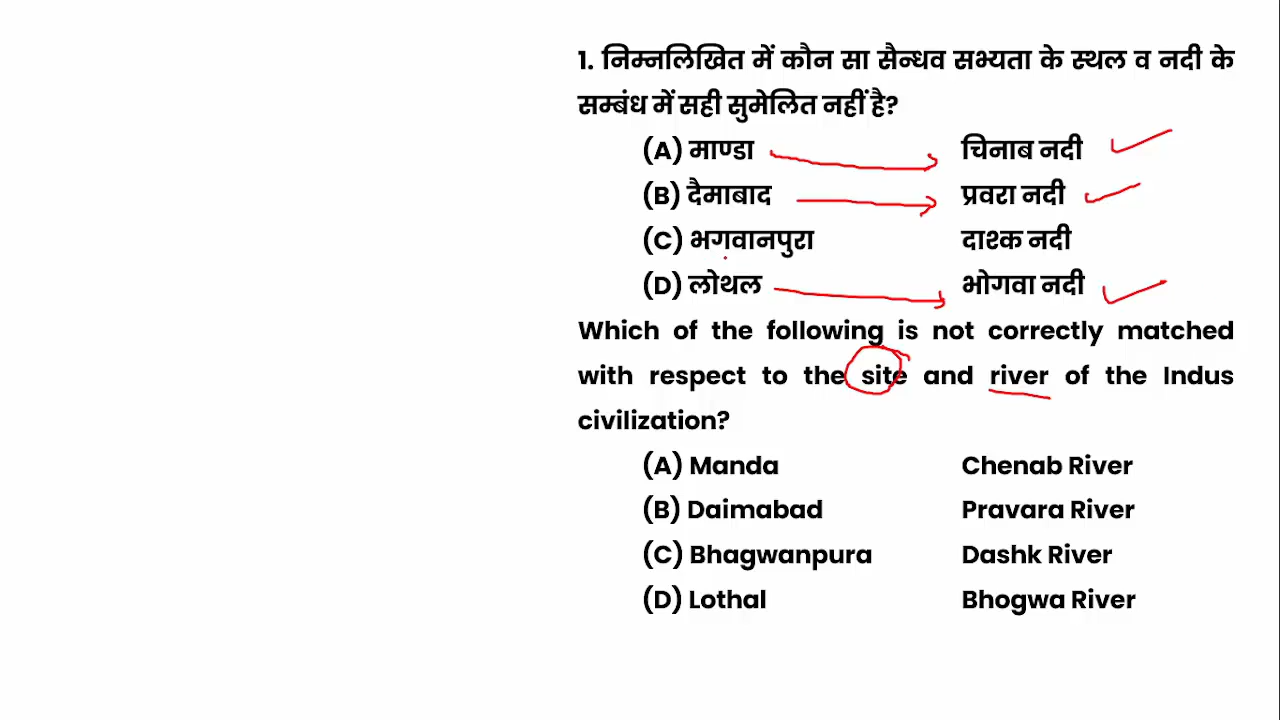 1. निम्नलिखित में कौन सा सैन्धव सभ्यता के स्थल व नदी के
सम्बंध में सही सुमेलित नहीं है?
(A) माण्डा चिनाब नदी
(B) दैमाबाद प्रवरा नदी
(C) भगवानपुरा दाश्क नदी
(D) लोथल भोगवा नदी
Which of the following is not correctly matched
with respect to the site and river of the Indus
civilization?
(A) Manda Chenab River
(B) Daimabad Pravara River
(C) Bhagwanpura Dashk River
(D) Lothal Bhogwa River